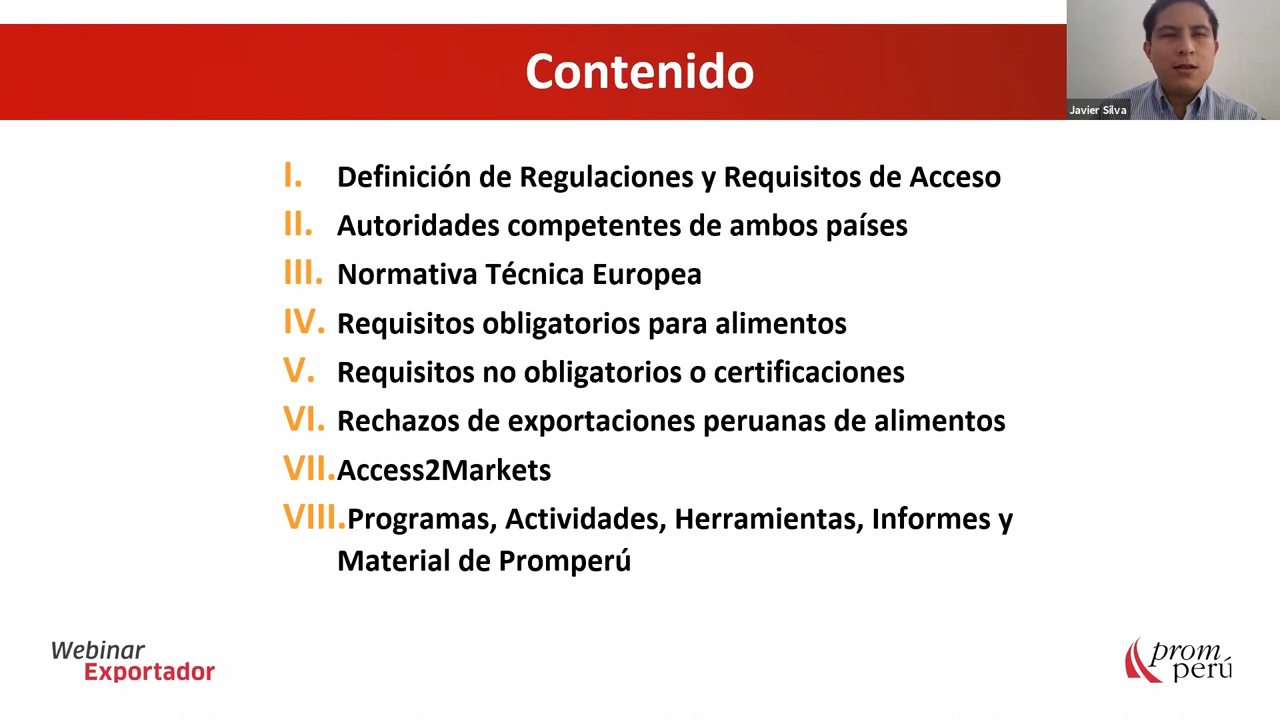 Contenido
Javier Silva
I. Definición de Regulaciones y Requisitos de Acceso
II. Autoridades competentes de ambos países
III. Normativa Técnica Europea
IV. Requisitos obligatorios para alimentos
V. Requisitos no obligatorios o certificaciones
VI. Rechazos de exportaciones peruanas de alimentos
VII.Access2Markets
VIII.Programas, Actividades, Herramientas, Informes y
Material de Promperú
Webinar
Exportador
prom
perú